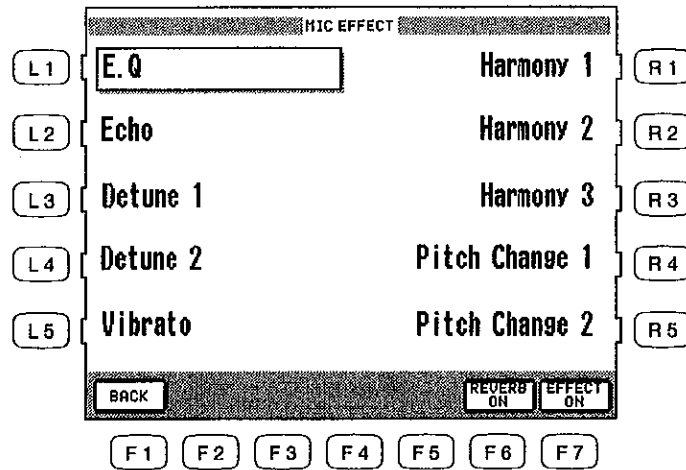 MIC EFFECT
L1 E.Q Harmony 1 R1
L2 Echo Harmony 2 R2
L3 Detune 1 Harmony 3 R3
L4 Detune 2 Pitch Change 1 R4
L5 Vibrato Pitch Change 2 R5
BACK REVERB ON EFFECT ON
F1 F2 F3 F4 F5 F6 F7